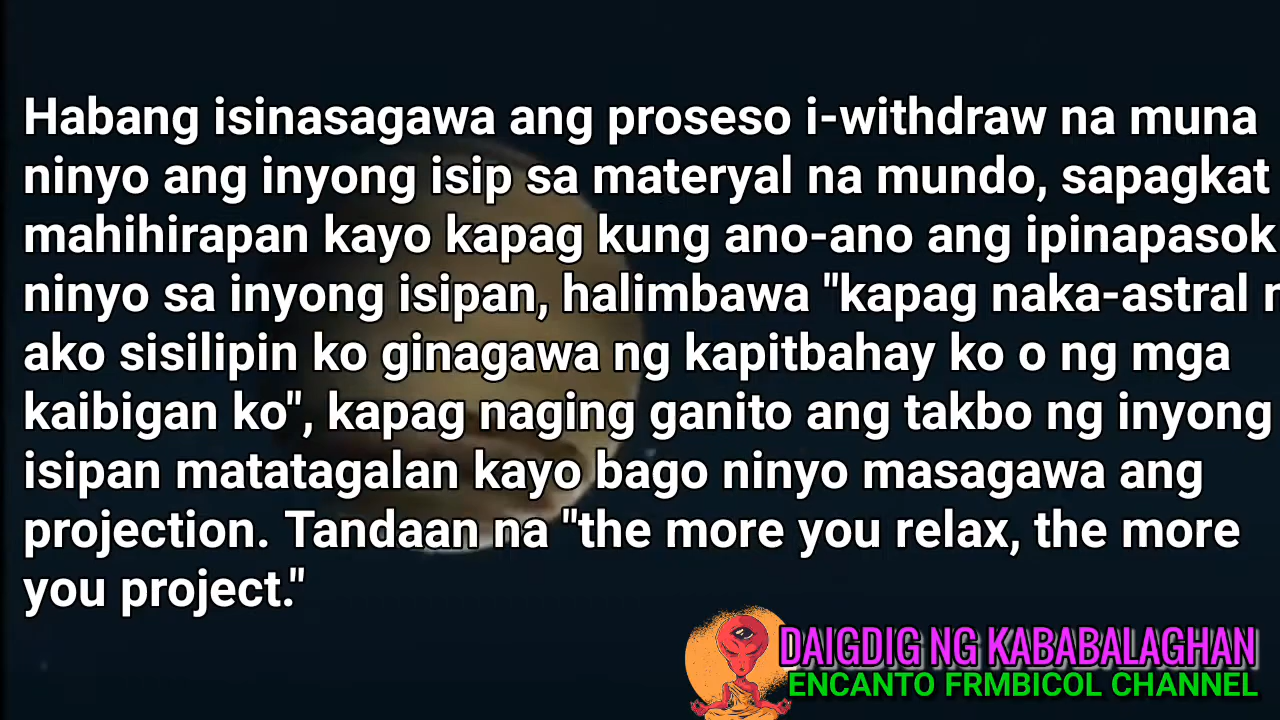 Habang isinasagawa ang proseso i-withdraw na muna
ninyo ang inyong isip sa materyal na mundo, sapagkat
mahihirapan kayo kapag kung ano-ano ang ipinapasok
ninyo sa inyong isipan, halimbawa "kapag naka-astral
ako sisilipin ko ginagawa ng kapitbahay ko o ng mga
kaibigan ko", kapag naging ganito ang takbo ng inyong
isipan matatagalan kayo bago ninyo masagawa ang
projection. Tandaan na "the more you relax, the more
you project."
DAIGDIG NG KABABALAGHAN
ENCANTO FRMBICOL CHANNEL